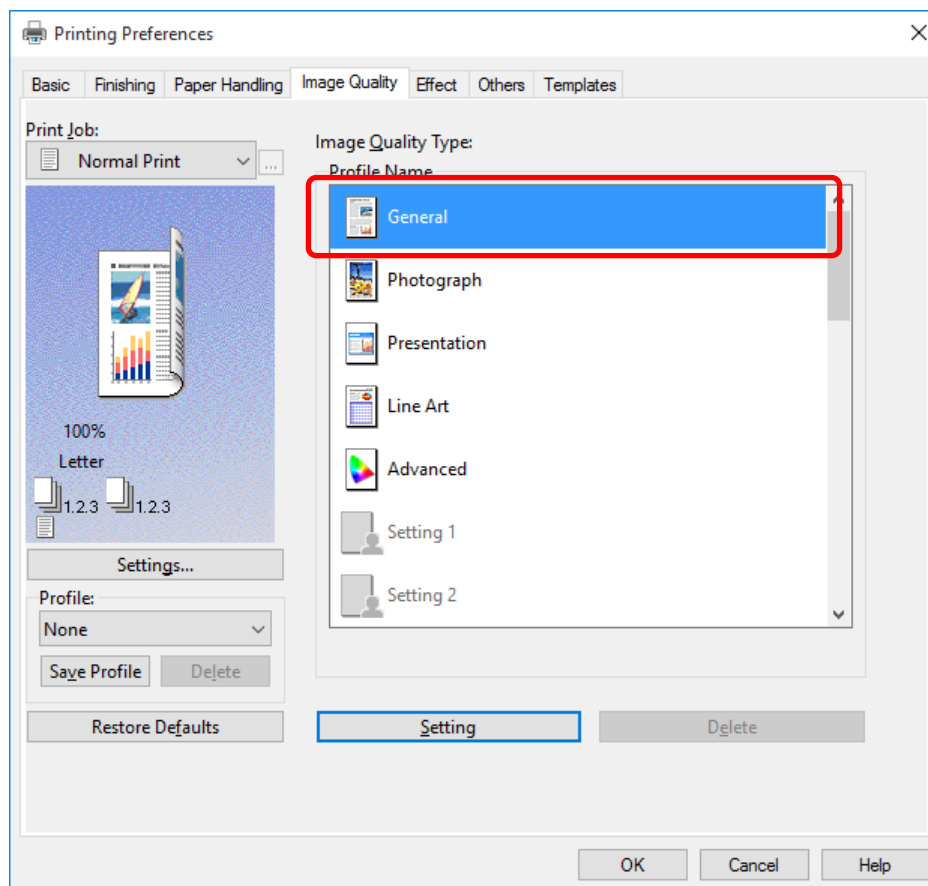 Printing Preferences
Basic Finishing Paper Handling Image Quality Effect Others Templates
Print Job:
Normal Print
...
100%
Letter
1.2.3 1.2.3
Settings...
Profile:
None
Save Profile Delete
Restore Defaults
Image Quality Type:
Profile Name
General
Photograph
Presentation
Line Art
Advanced
Setting 1
Setting 2
Setting Delete
OK Cancel Help